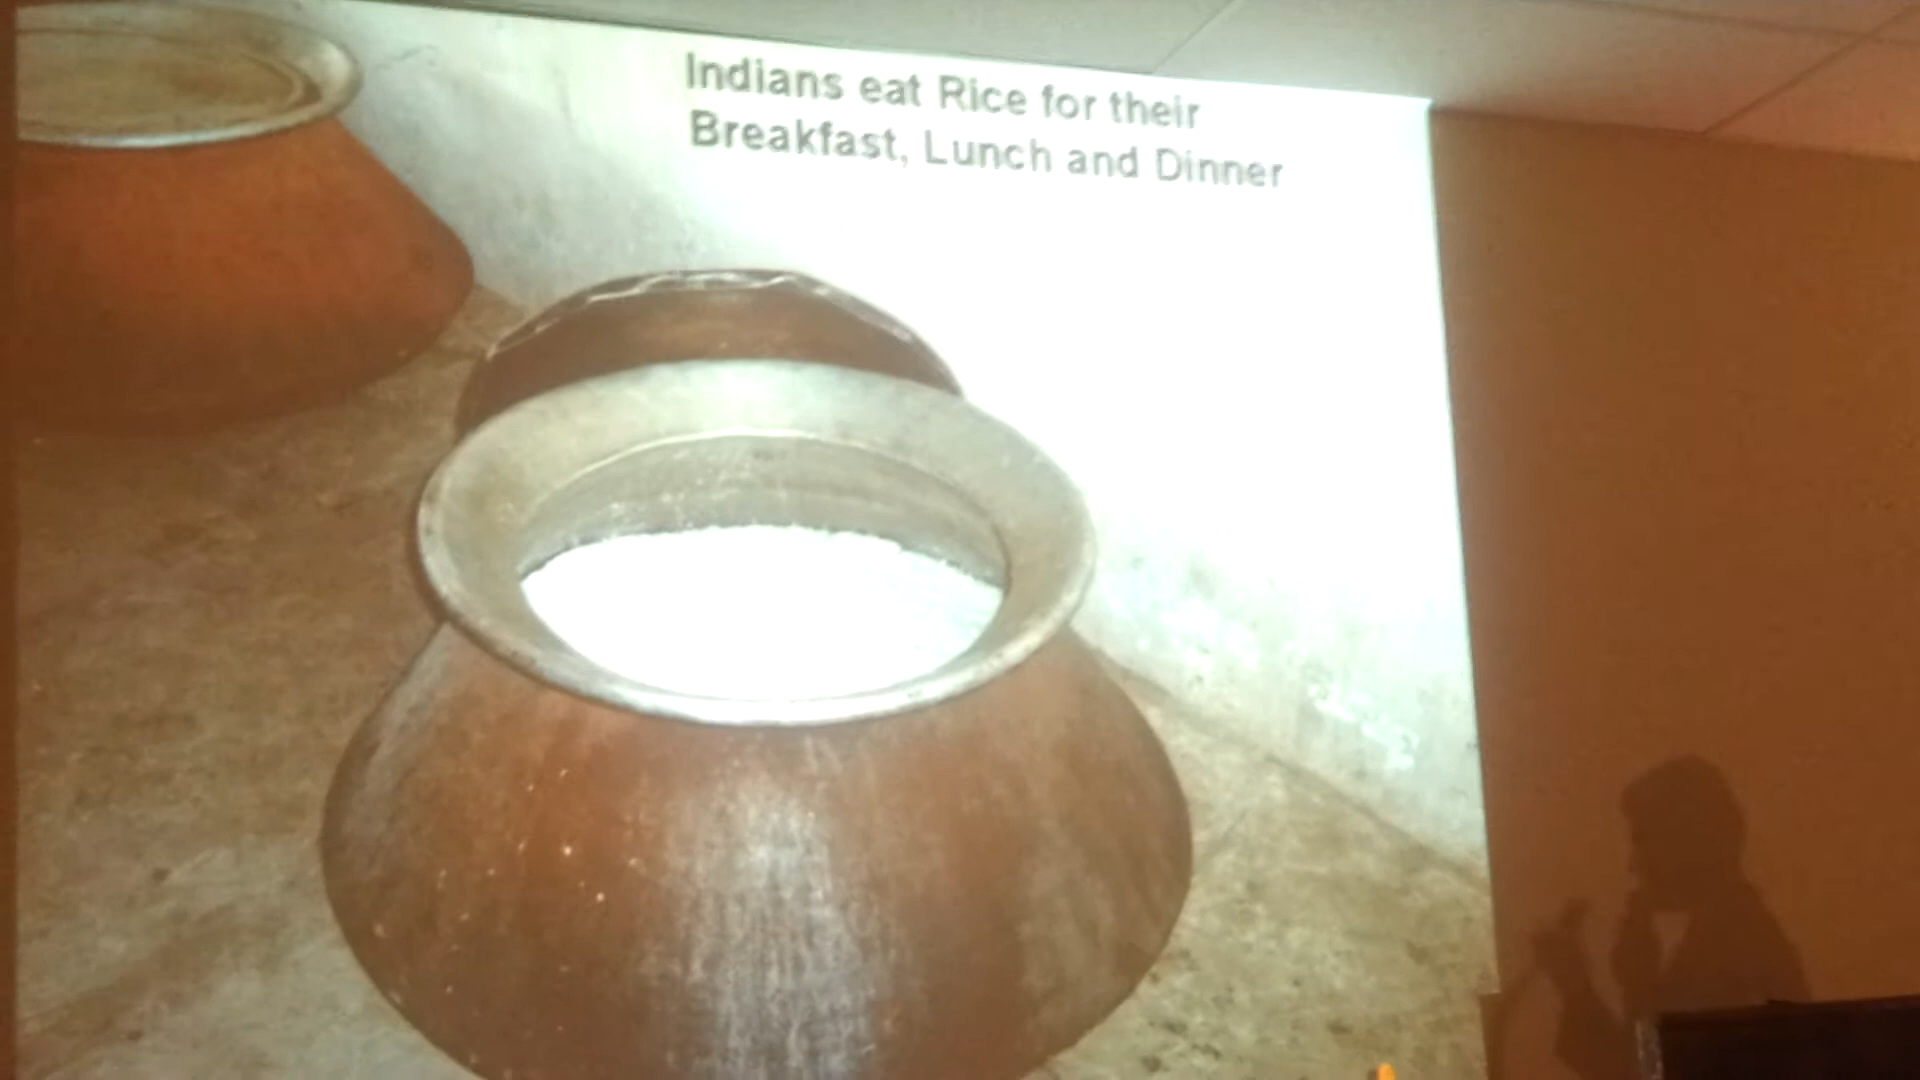 Indians eat Rice for their
Breakfast, Lunch and Dinner